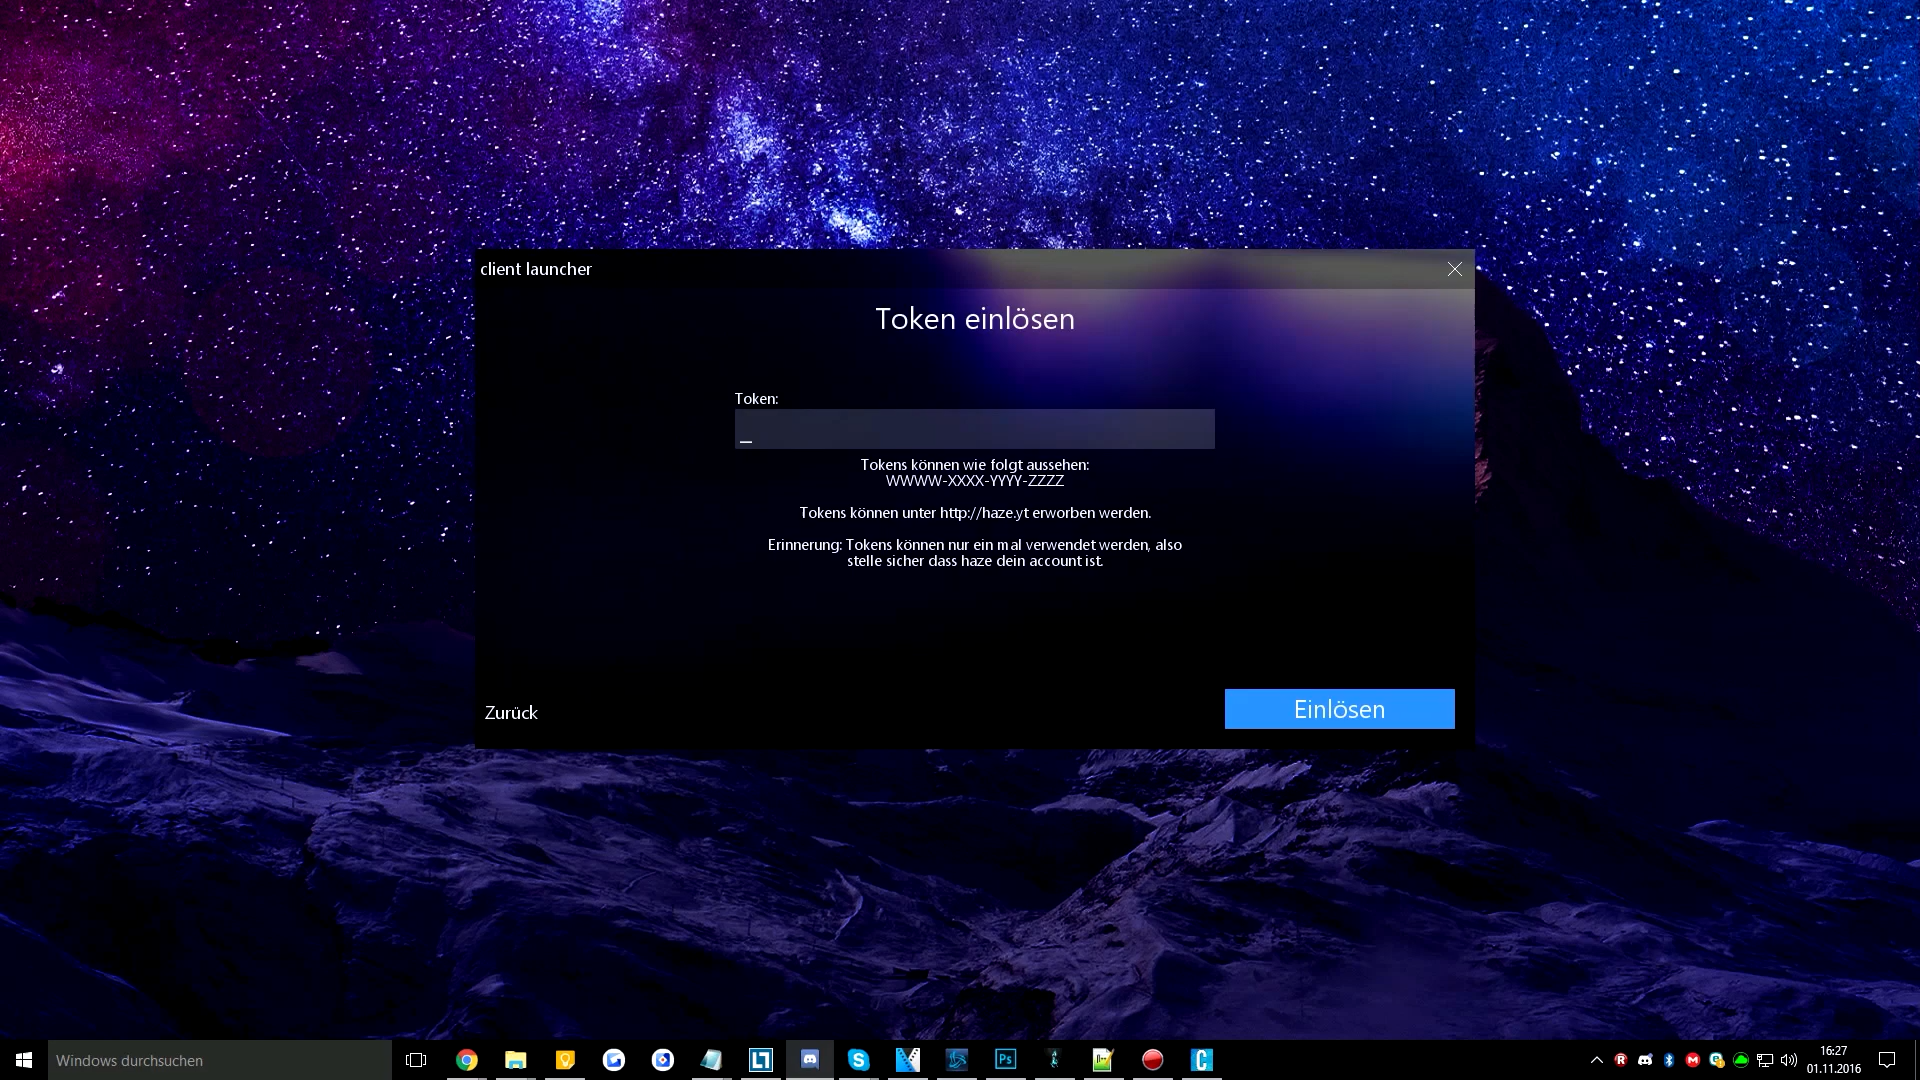 client launcher
Token einlösen
Token:
_
Tokens können wie folgt aussehen:
WWWW-XXXX-YYYY-ZZZZ
Tokens können unter http://haze.yt erworben werden.
Erinnerung: Tokens können nur ein mal verwendet werden, also
stelle sicher dass haze dein account ist.
Zurück
Einlösen
Windows durchsuchen
LT
S
Ps
C
R
M
16:27
01.11.2016